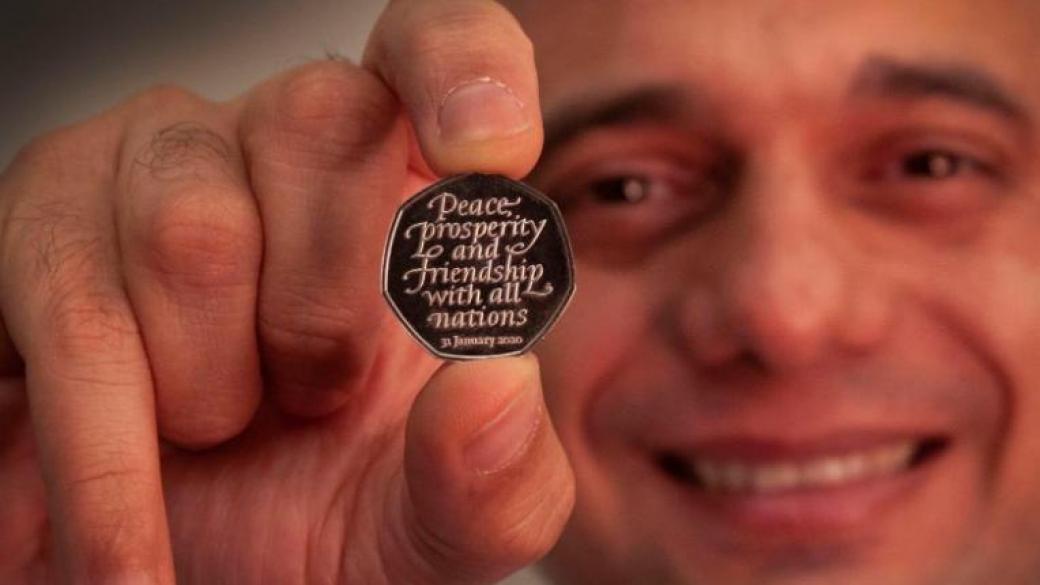 Peace,
prosperity
and
friendship
with all
nations
31 January 2020